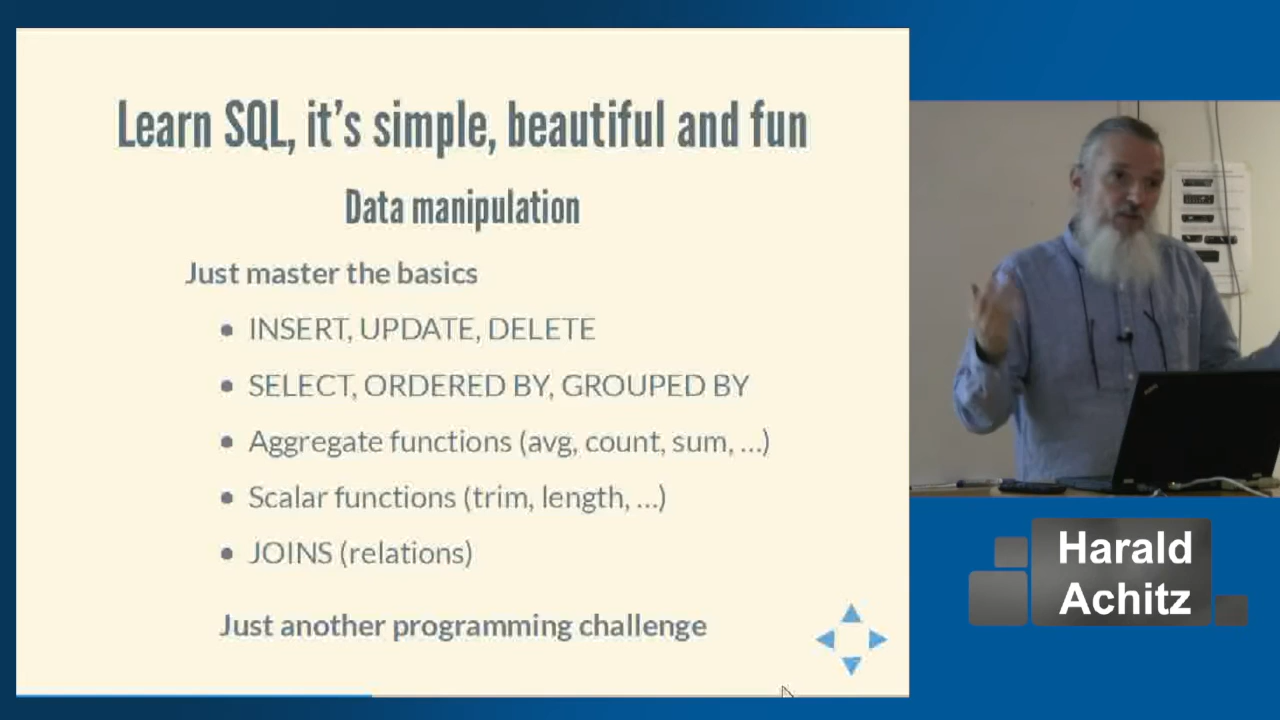 Learn SQL, it's simple, beautiful and fun
Data manipulation
Just master the basics
• INSERT, UPDATE, DELETE
• SELECT, ORDERED BY, GROUPED BY
• Aggregate functions (avg, count, sum, ...)
• Scalar functions (trim, length, ...)
• JOINS (relations)
Just another programming challenge
Harald
Achitz